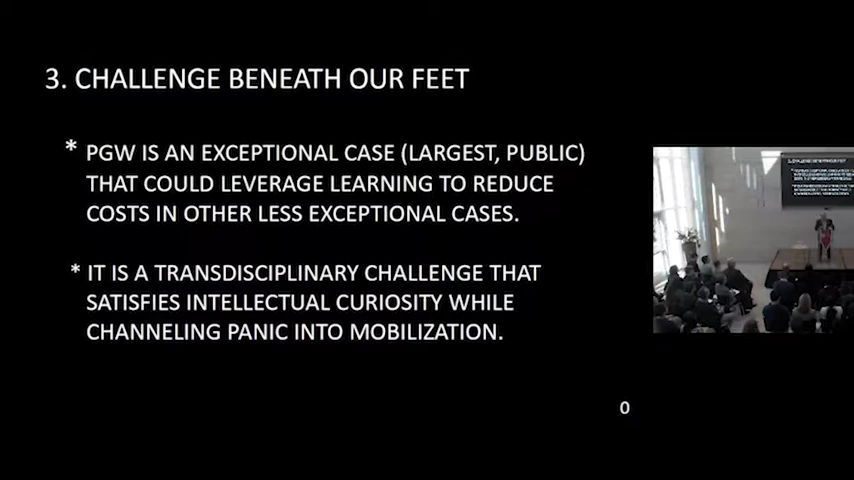 3. CHALLENGE BENEATH OUR FEET
* PGW IS AN EXCEPTIONAL CASE (LARGEST, PUBLIC)
THAT COULD LEVERAGE LEARNING TO REDUCE
COSTS IN OTHER LESS EXCEPTIONAL CASES.
* IT IS A TRANSDISCIPLINARY CHALLENGE THAT
SATISFIES INTELLECTUAL CURIOSITY WHILE
CHANNELING PANIC INTO MOBILIZATION.
0